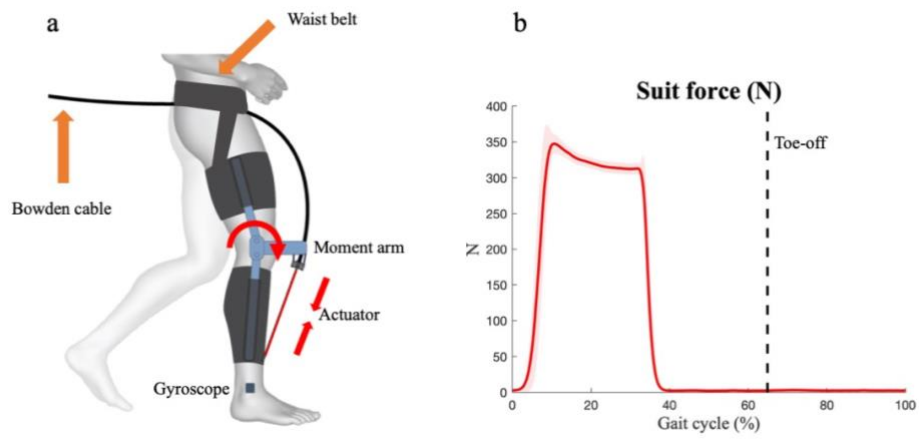 a
Waist belt
Bowden cable
Moment arm
Actuator
Gyroscope
b
Suit force (N)
400
350
300
250
200
150
100
50
0
N
Toe-off
0 20 40 60 80 100
Gait cycle (%)